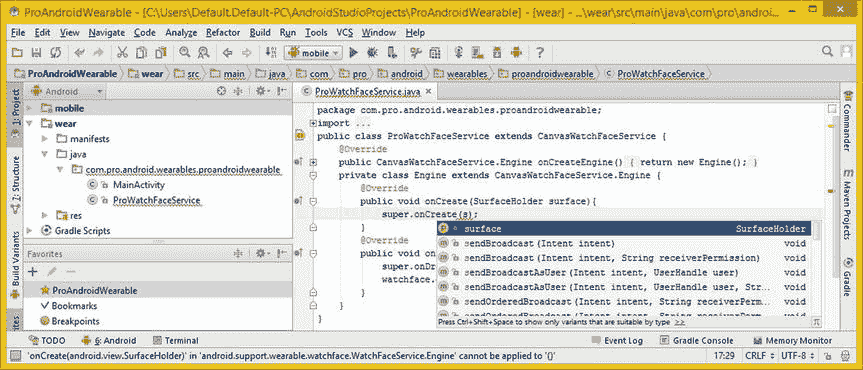 ProAndroidWearable - [C:\Users\Default.Default-PC\AndroidStudioProjects\ProAndroidWearable] - [wear] - ...\wear\src\main\java\com\pro\andr...
File Edit View Navigate Code Analyze Refactor Build Run Tools VCS Window Help
mobile
ProAndroidWearable wear src main java com pro android wearables proandroidwearable ProWatchFaceService
1: Project
7: Structure
Build Variants
Android
mobile
wear
manifests
java
com.pro.android.wearables.proandroidwearable
MainActivity
ProWatchFaceService
res
Gradle Scripts
Favorites
ProAndroidWearable
Bookmarks
Breakpoints
ProWatchFaceService.java
package com.pro.android.wearables.proandroidwearable;
import ...
public class ProWatchFaceService extends CanvasWatchFaceService {
@Override
public CanvasWatchFaceService.Engine onCreateEngine() { return new Engine(); }
private class Engine extends CanvasWatchFaceService.Engine {
@Override
public void onCreate(SurfaceHolder surface){
super.onCreate(s);
}
@Override
public void on
super.onDr
watchface.
}
}
}
surface SurfaceHolder
sendBroadcast(Intent intent) void
sendBroadcast(Intent intent, String receiverPermission) void
sendBroadcastAsUser(Intent intent, UserHandle user) void
sendBroadcastAsUser(Intent intent, UserHandle user, St... void
sendOrderedBroadcast(Intent intent, String receiverPerm... void
Press Ctrl+Shift+Space to show only variants that are suitable by type >>
Commander
Maven Projects
Gradle
TODO 6: Android Terminal Event Log Gradle Console Memory Monitor
'onCreate(android.view.SurfaceHolder)' in 'android.support.wearable.watchface.WatchFaceService.Engine' cannot be applied to '()' 17:29 CRLF UTF-8